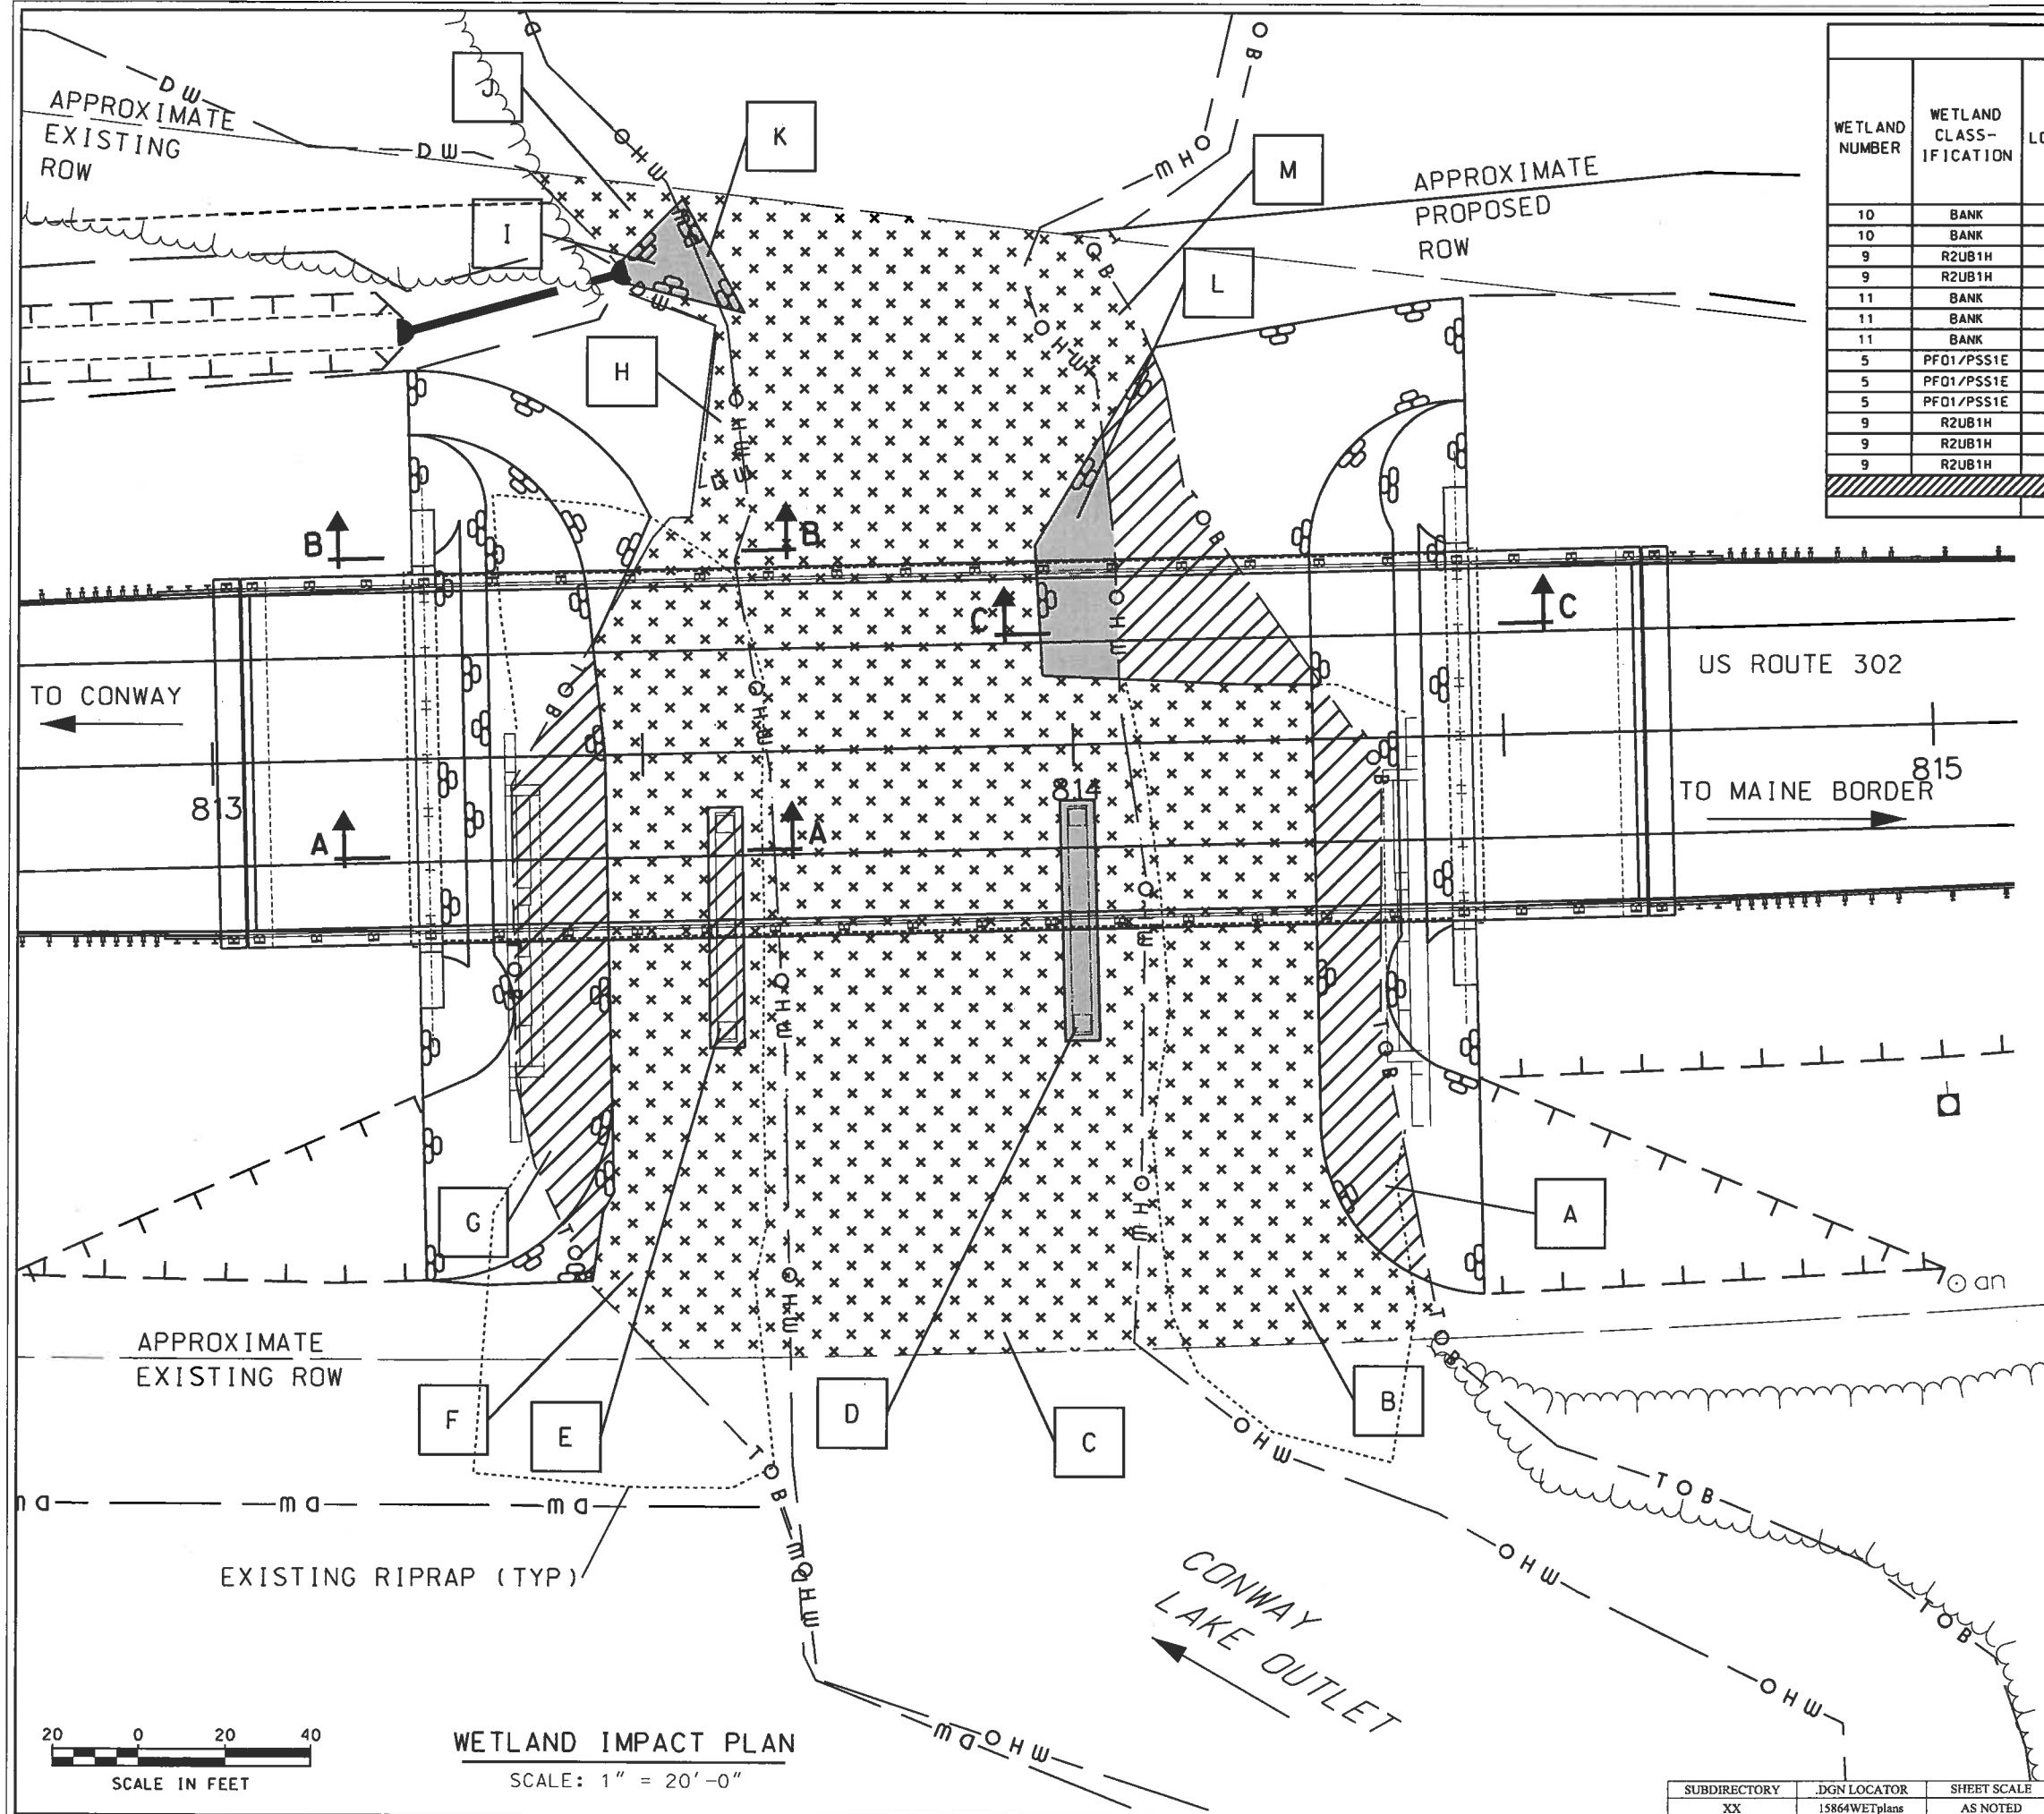 APPROXIMATE
EXISTING
ROW
D W
D W
J
K
I
H
M
L
APPROXIMATE
PROPOSED
ROW
WETLAND
NUMBER
WETLAND
CLASS-
IFICATION
10 BANK
10 BANK
9 R2UB1H
9 R2UB1H
11 BANK
11 BANK
11 BANK
5 PFO1/PSS1E
5 PFO1/PSS1E
5 PFO1/PSS1E
9 R2UB1H
9 R2UB1H
9 R2UB1H
B
B
C
C
US ROUTE 302
TO CONWAY
813
814
815
TO MAINE BORDER
A
A
G
A
APPROXIMATE
EXISTING ROW
F
E
D
C
B
EXISTING RIPRAP (TYP)
T O B
O H W
O H W
O H W
T O B
CONWAY
LAKE OUTLET
20 0 20 40
SCALE IN FEET
WETLAND IMPACT PLAN
SCALE: 1" = 20'-0"
SUBDIRECTORY .DGN LOCATOR SHEET SCALE
XX 15864WETplans AS NOTED